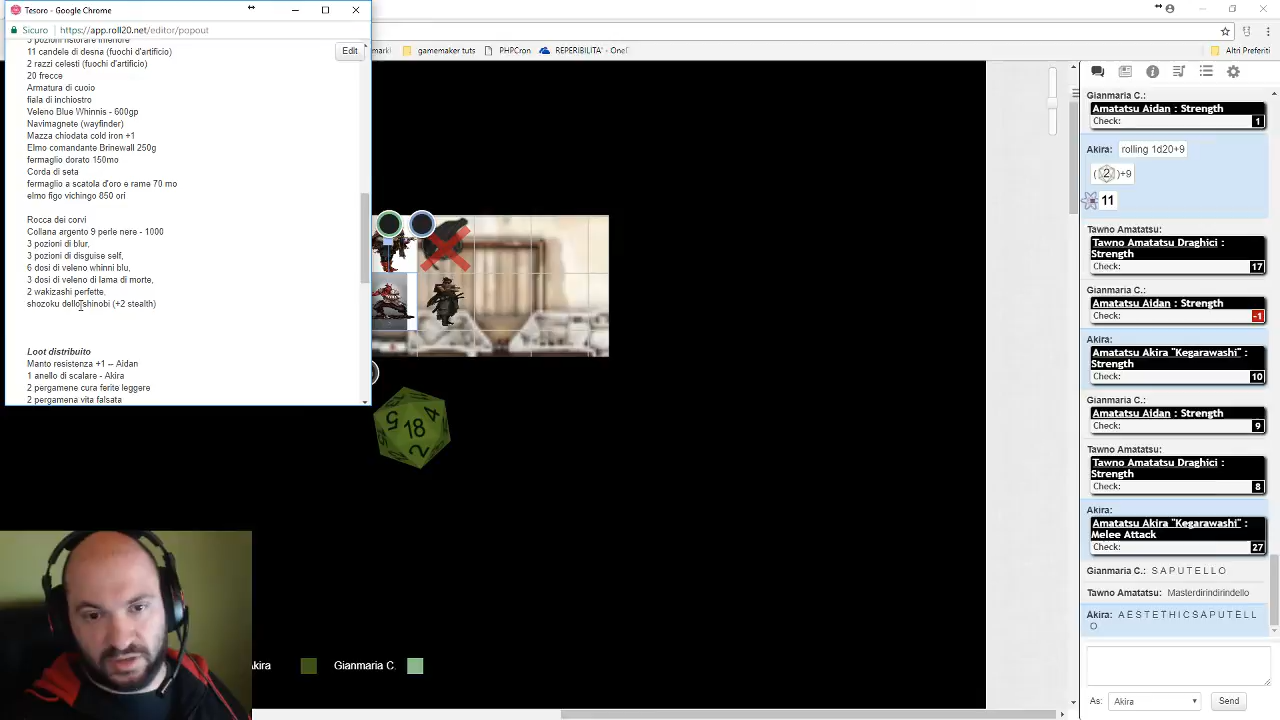 Tesoro - Google Chrome
Sicuro
https://app.roll20.net/editor/popout
Edit
5 pozioni ristorare inferiore
11 candele di desna (fuochi d'artificio)
2 razzi celesti (fuochi d'artificio)
20 frecce
Armatura di cuoio
fiala di inchiostro
Veleno Blue Whinnis - 600gp
Navimagnete (wayfinder)
Mazza chiodata cold iron +1
Elmo comandante Brinewall 250g
fermaglio dorato 150mo
Corda di seta
fermaglio a scatola d'oro e rame 70 mo
elmo figo vichingo 850 ori
Rocca dei corvi
Collana argento 9 perle nere - 1000
3 pozioni di blur,
3 pozioni di disguise self,
6 dosi di veleno whinni blu,
3 dosi di veleno di lama di morte,
2 wakizashi perfette,
shozoku dello shinobi (+2 stealth)
Loot distribuito
Manto resistenza +1 -- Aidan
1 anello di scalare - Akira
2 pergamene cura ferite leggere
2 pergamena vita falsata
gamemaker tuts
PHPCron
REPERIBILITA' - OneD
Altri Preferiti
5
18
4
2
Akira
Gianmaria C.
Gianmaria C.:
Amatatsu Aidan : Strength
Check:
1
Akira:
rolling 1d20+9
(2)+9
11
Tawno Amatatsu:
Tawno Amatatsu Draghici :
Strength
Check:
17
Gianmaria C.:
Amatatsu Aidan : Strength
Check:
-1
Akira:
Amatatsu Akira "Kegarawashi" :
Strength
Check:
10
Gianmaria C.:
Amatatsu Aidan : Strength
Check:
9
Tawno Amatatsu:
Tawno Amatatsu Draghici :
Strength
Check:
8
Akira:
Amatatsu Akira "Kegarawashi" :
Melee Attack
Check:
27
Gianmaria C.: S A P U T E L L O
Tawno Amatatsu: Masterdirindirindello
Akira: A E S T E T H I C S A P U T E L L
O
As:
Akira
Send